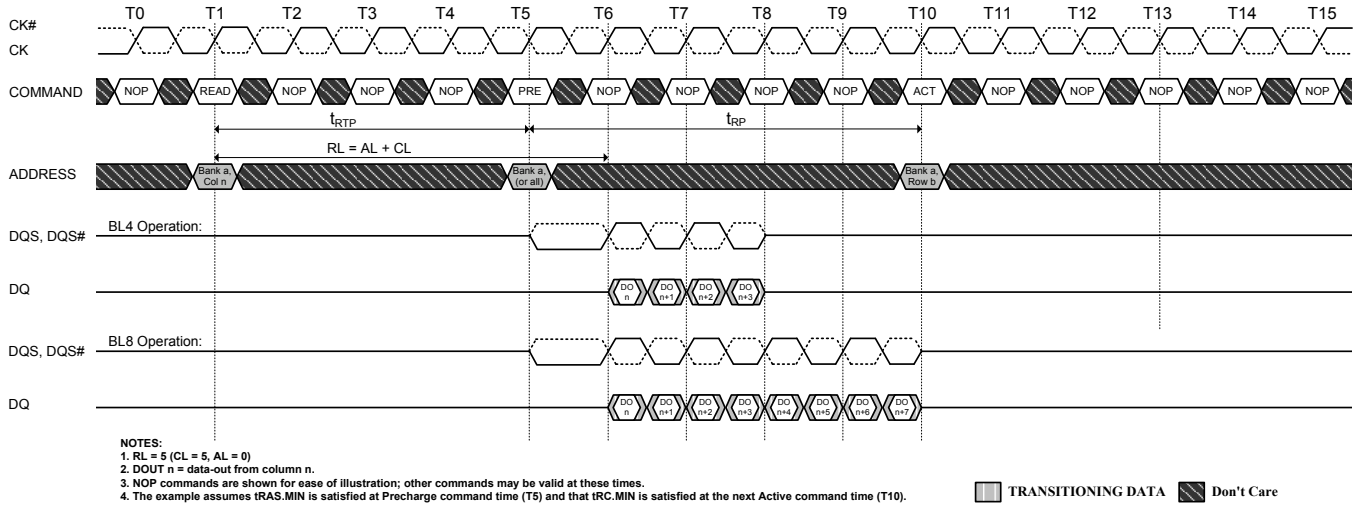 T0 T1 T2 T3 T4 T5 T6 T7 T8 T9 T10 T11 T12 T13 T14 T15
CK#
CK
COMMAND NOP READ NOP NOP NOP PRE NOP NOP NOP NOP ACT NOP NOP NOP NOP NOP
tRTP tRP
RL = AL + CL
ADDRESS Bank a, Col n Bank a, (or all) Bank a, Row b
BL4 Operation:
DQS, DQS#
DQ DO n DO n+1 DO n+2 DO n+3
BL8 Operation:
DQS, DQS#
DQ DO n DO n+1 DO n+2 DO n+3 DO n+4 DO n+5 DO n+6 DO n+7
NOTES:
1. RL = 5 (CL = 5, AL = 0)
2. DOUT n = data-out from column n.
3. NOP commands are shown for ease of illustration; other commands may be valid at these times.
4. The example assumes tRAS.MIN is satisfied at Precharge command time (T5) and that tRC.MIN is satisfied at the next Active command time (T10).
TRANSITIONING DATA Don't Care